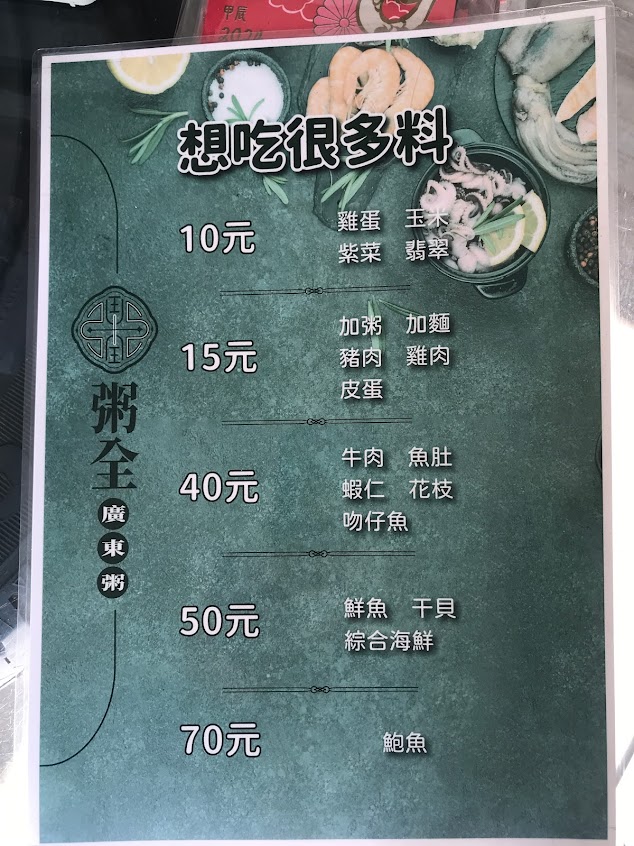 甲辰
2024
想吃很多料
10元
雞蛋 玉米
紫菜 翡翠
15元
加粥 加麵
豬肉 雞肉
皮蛋
40元
牛肉 魚肚
蝦仁 花枝
吻仔魚
50元
鮮魚 干貝
綜合海鮮
70元
鮑魚
粥全
廣東粥